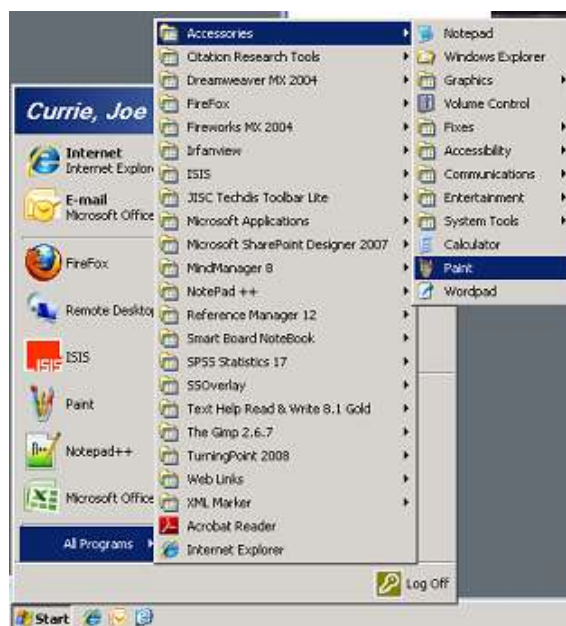 Currie, Joe
Internet
Internet Explor
E-mail
Microsoft Office
FireFox
Remote Deskto
ISIS
ISIS
Paint
Notepad++
Microsoft Office
All Programs
Accessories
Citation Research Tools
Dreamweaver MX 2004
FireFox
Fireworks MX 2004
Irfanview
ISIS
JISC Techdis Toolbar Lite
Microsoft Applications
Microsoft SharePoint Designer 2007
MindManager 8
NotePad ++
Reference Manager 12
Smart Board NoteBook
SPSS Statistics 17
SSOverlay
Text Help Read & Write 8.1 Gold
The Gimp 2.6.7
TurningPoint 2008
Web Links
XML Marker
Acrobat Reader
Internet Explorer
Notepad
Windows Explorer
Graphics
Volume Control
Fixes
Accessibility
Communications
Entertainment
System Tools
Calculator
Paint
Wordpad
Log Off
Start